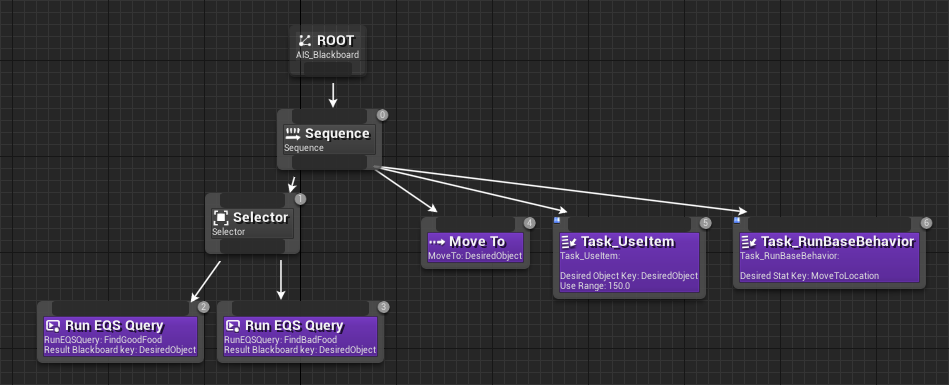 ROOT
AIS_Blackboard
0
Sequence
Sequence
1
Selector
Selector
4
Move To
MoveTo: DesiredObject
5
Task_UseItem
Task_UseItem:
Desired Object Key: DesiredObject
Use Range: 150.0
6
Task_RunBaseBehavior
Task_RunBaseBehavior:
Desired Stat Key: MoveToLocation
2
Run EQS Query
RunEQSQuery: FindGoodFood
Result Blackboard key: DesiredObject
3
Run EQS Query
RunEQSQuery: FindBadFood
Result Blackboard key: DesiredObject